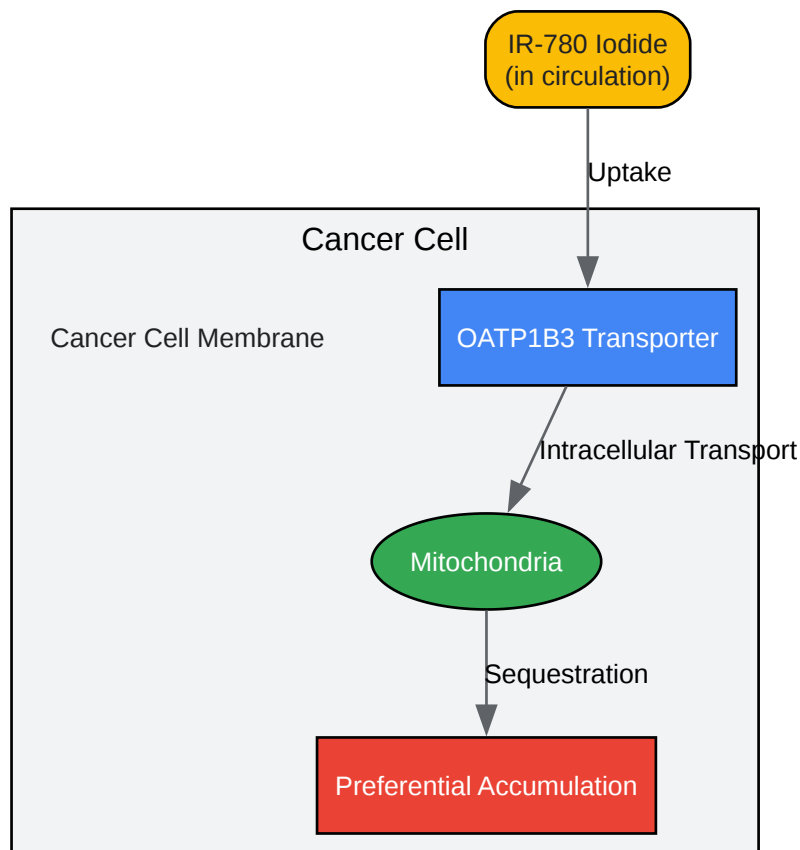 IR-780 Iodide
(in circulation)
Uptake
Cancer Cell
Cancer Cell Membrane
OATP1B3 Transporter
Intracellular Transport
Mitochondria
Sequestration
Preferential Accumulation